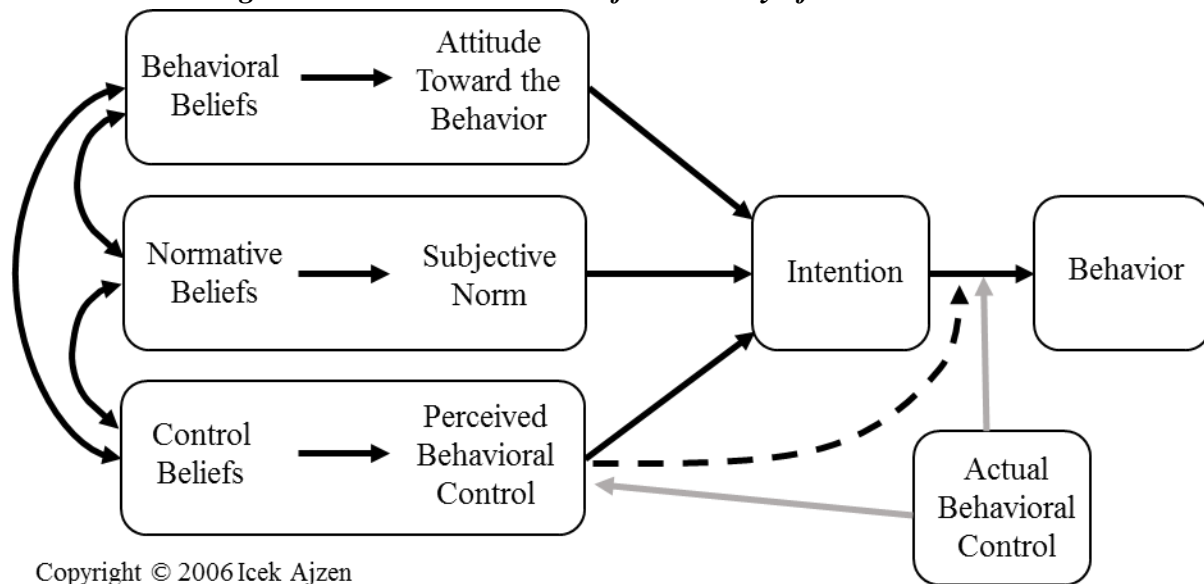 Behavioral
Beliefs
Attitude
Toward the
Behavior
Normative
Beliefs
Subjective
Norm
Intention
Behavior
Control
Beliefs
Perceived
Behavioral
Control
Actual
Behavioral
Control
Copyright © 2006 Icek Ajzen